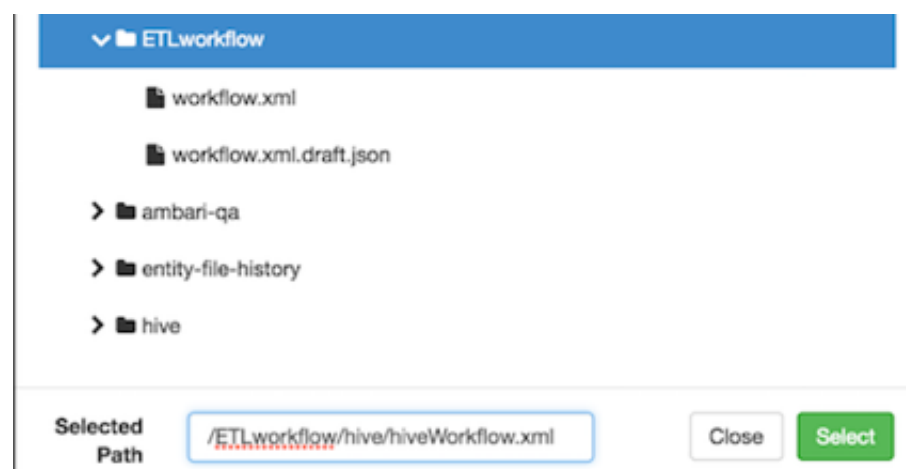 ETLworkflow
workflow.xml
workflow.xml.draft.json
ambari-qa
entity-file-history
hive
Selected
Path
/ETLworkflow/hive/hiveWorkflow.xml
Close
Select